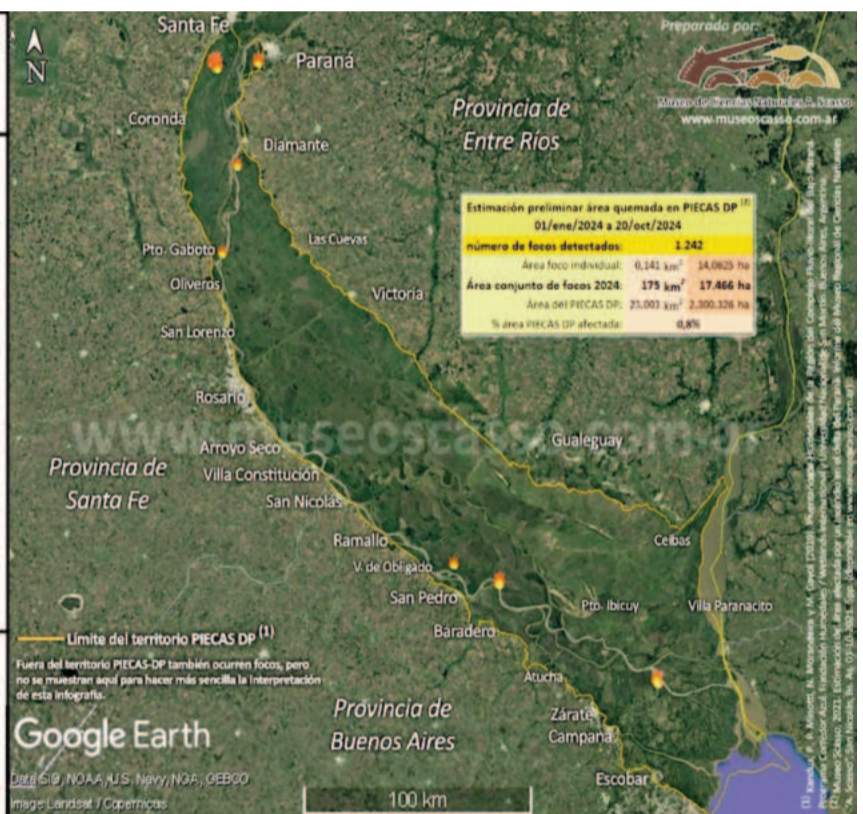 Santa Fe
N
Paraná
Preparado por:
Museo de Ciencias Naturales A. Scasso
www.museoscasso.com.ar
Provincia de
Entre Ríos
Coronda
Diamante
Estimación preliminar área quemada en PIECAS DP (2)
01/ene/2024 a 20/oct/2024
número de focos detectados: 1.242
Área foco individual: 0,141 km² 14,0625 ha
Área conjunto de focos 2024: 175 km² 17.466 ha
Área del PIECAS DP: 23.003 km² 2.300.326 ha
% área PIECAS DP afectada: 0,8%
Las Cuevas
Pto. Gaboto
Oliveros
Victoria
San Lorenzo
Rosario
www.museoscasso.com.ar
Gualeguay
Arroyo Seco
Provincia de
Santa Fe
Villa Constitución
San Nicolás
Ramallo
Ceibas
V. de Obligado
San Pedro
Pto. Ibicuy
Villa Paranacito
Baradero
Límite del territorio PIECAS DP (1)
Fuera del territorio PIECAS-DP también ocurren focos, pero
no se muestran aquí para hacer más sencilla la interpretación
de esta infografía.
Atucha
Provincia de
Buenos Aires
Zárate
Campana
Google Earth
Escobar
Data SIO, NOAA, U.S. Navy, NGA, GEBCO
Image Landsat / Copernicus
100 km